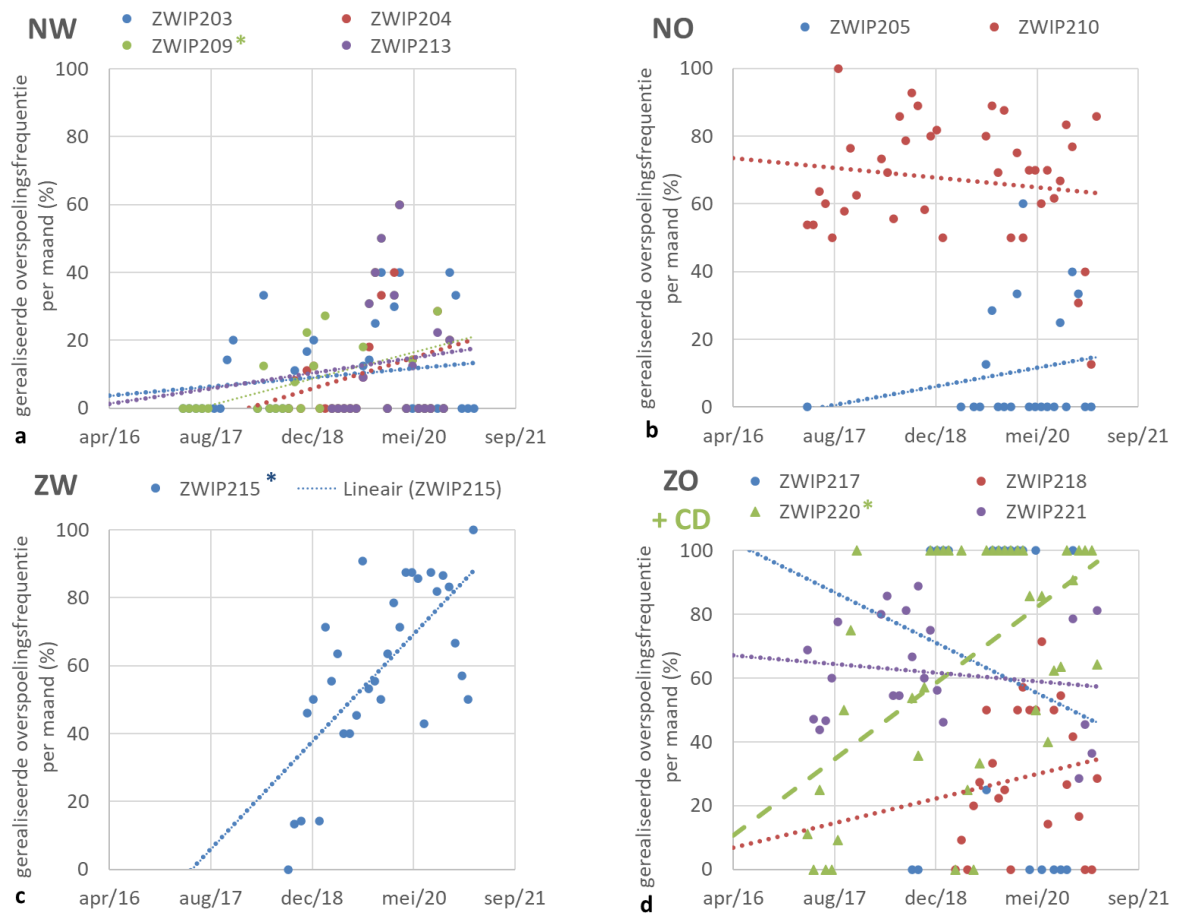 NW
ZWIP203
ZWIP204
ZWIP209*
ZWIP213
gerealiseerde overspoelingsfrequentie
per maand (%)
100
80
60
40
20
0
apr/16
aug/17
dec/18
mei/20
sep/21
a
NO
ZWIP205
ZWIP210
gerealiseerde overspoelingsfrequentie
per maand (%)
100
80
60
40
20
0
apr/16
aug/17
dec/18
mei/20
sep/21
b
ZW
ZWIP215 *
Lineair (ZWIP215)
gerealiseerde overspoelingsfrequentie
per maand (%)
100
80
60
40
20
0
apr/16
aug/17
dec/18
mei/20
sep/21
c
ZO
+ CD
ZWIP217
ZWIP218
ZWIP220*
ZWIP221
gerealiseerde overspoelingsfrequentie
per maand (%)
100
80
60
40
20
0
apr/16
aug/17
dec/18
mei/20
sep/21
d